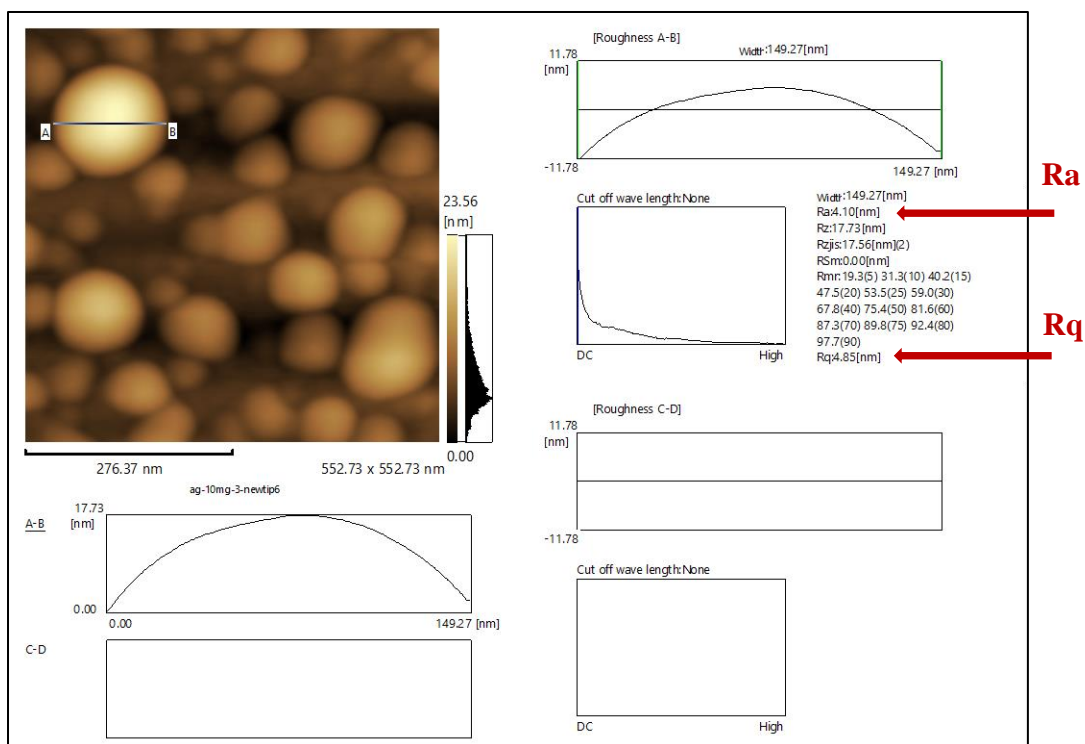 A
B
23.56
[nm]
0.00
276.37 nm
552.73 x 552.73 nm
ag-10mg-3-newtip6
A-B
17.73
[nm]
0.00
0.00
149.27 [nm]
C-D
[Roughness A-B]
11.78
[nm]
Width:149.27[nm]
-11.78
149.27 [nm]
Cut off wave length:None
DC
High
Width:149.27[nm]
Ra:4.10[nm]
Rz:17.73[nm]
Rzjis:17.56[nm](2)
RSm:0.00[nm]
Rmr:19.3(5) 31.3(10) 40.2(15)
47.5(20) 53.5(25) 59.0(30)
67.8(40) 75.4(50) 81.6(60)
87.3(70) 89.8(75) 92.4(80)
97.7(90)
Rq:4.85[nm]
Ra
Rq
[Roughness C-D]
11.78
[nm]
-11.78
Cut off wave length:None
DC
High